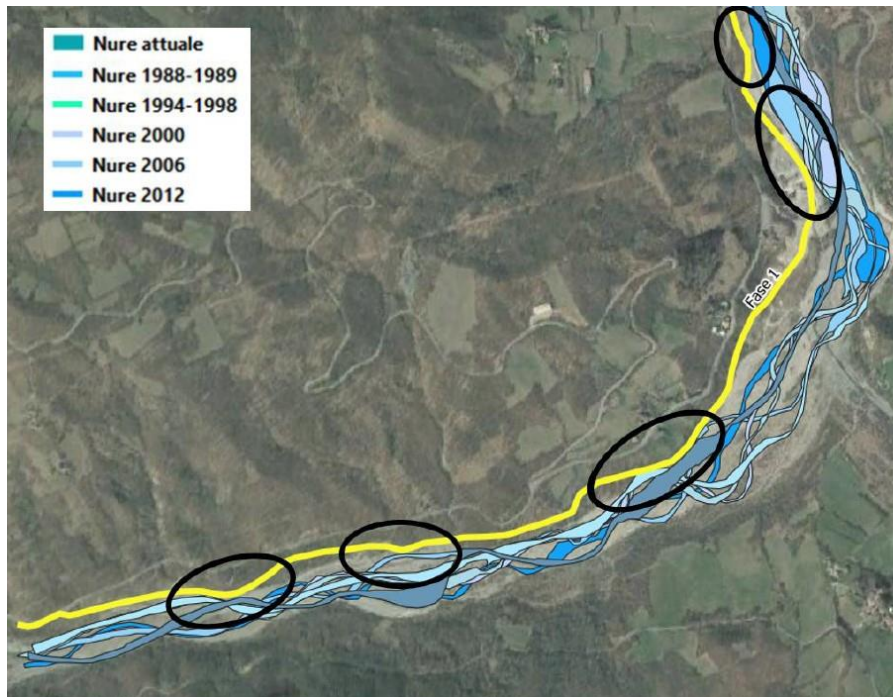 Nure attuale
Nure 1988-1989
Nure 1994-1998
Nure 2000
Nure 2006
Nure 2012
Fase 1